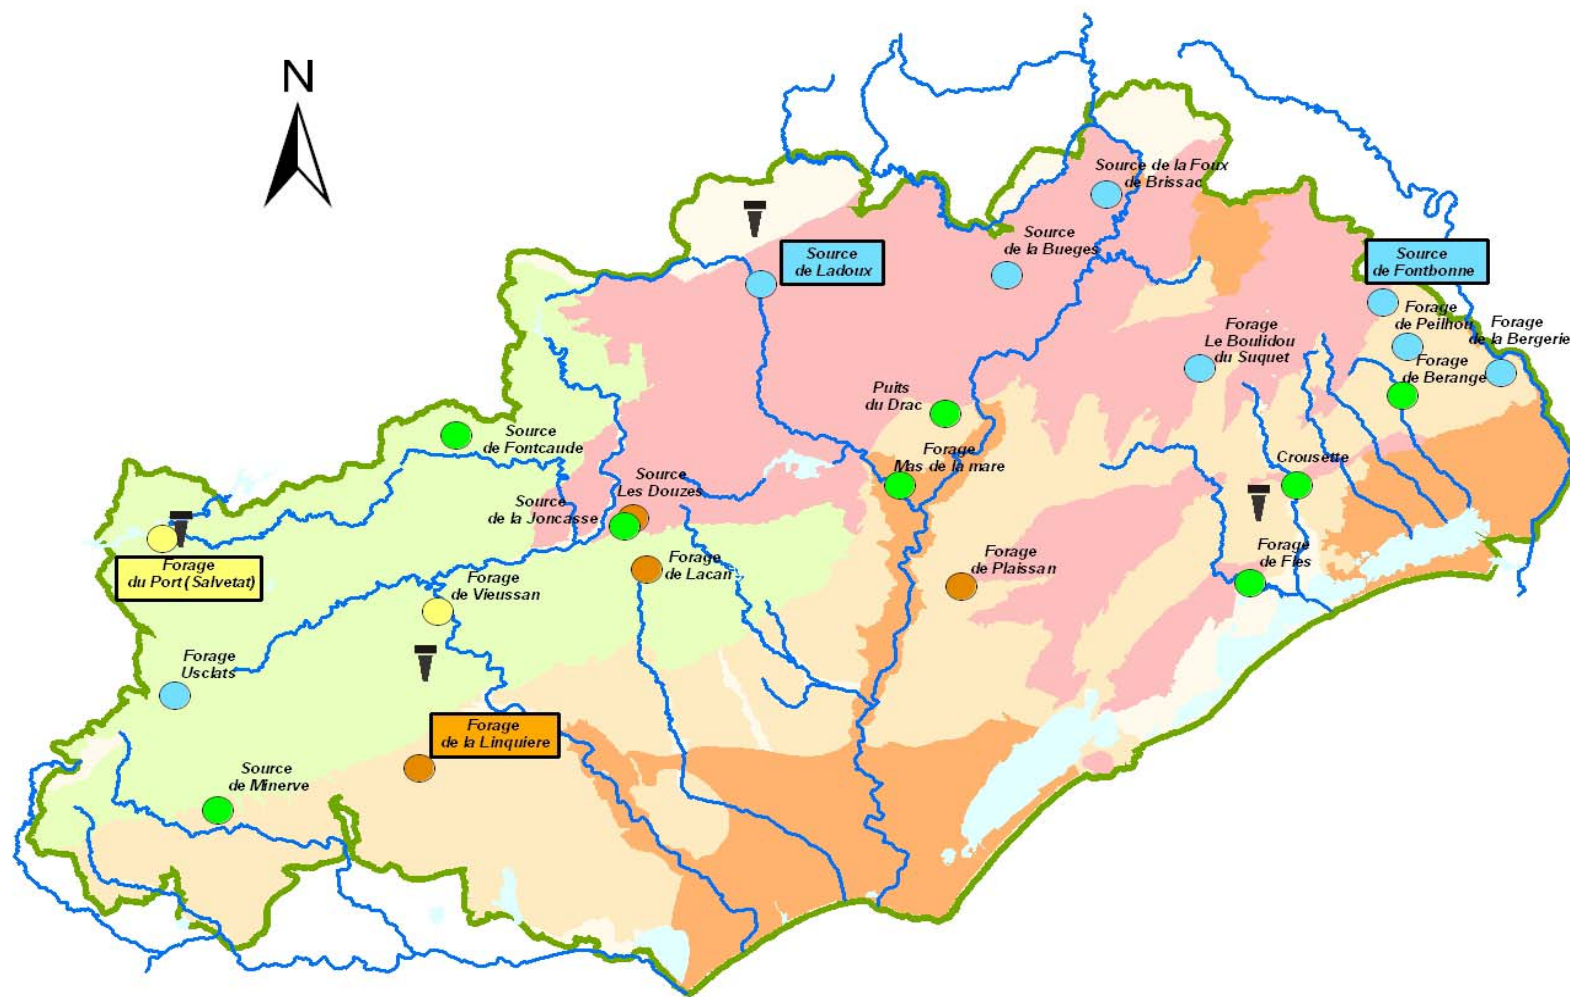 N
Source de la Foux
de Brissac
Source
de la Bueges
Source
de Ladoux
Source
de Fontbonne
Forage
de Peilhou
Forage
de la Bergerie
Forage
Le Boulidou
du Suquet
Forage
de Berange
Puits
du Drac
Source
de Fontcaude
Forage
Mas de la mare
Crousette
Source
Les Douzes
Source
de la Joncasse
Forage
de Lacan
Forage
de Plaissan
Forage
de Fles
Forage
du Port (Salvetat)
Forage
de Vieussan
Forage
Usclats
Forage
de la Linquiere
Source
de Minerve